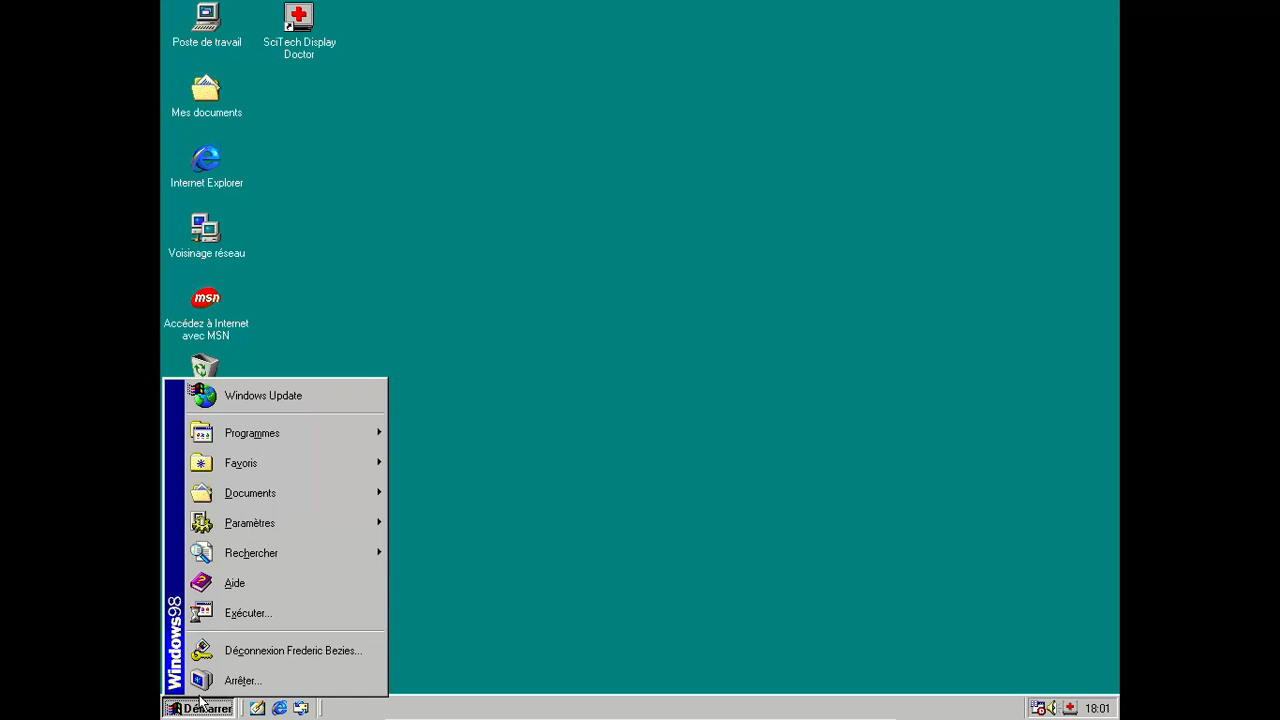 Poste de travail
SciTech Display
Doctor
Mes documents
Internet Explorer
Voisinage réseau
msn
Accédez à Internet
avec MSN
Windows Update
Programmes
Favoris
Documents
Paramètres
Rechercher
Aide
Exécuter...
Déconnexion Frederic Bezies...
Arrêter...
Windows98
Démarrer
18:01